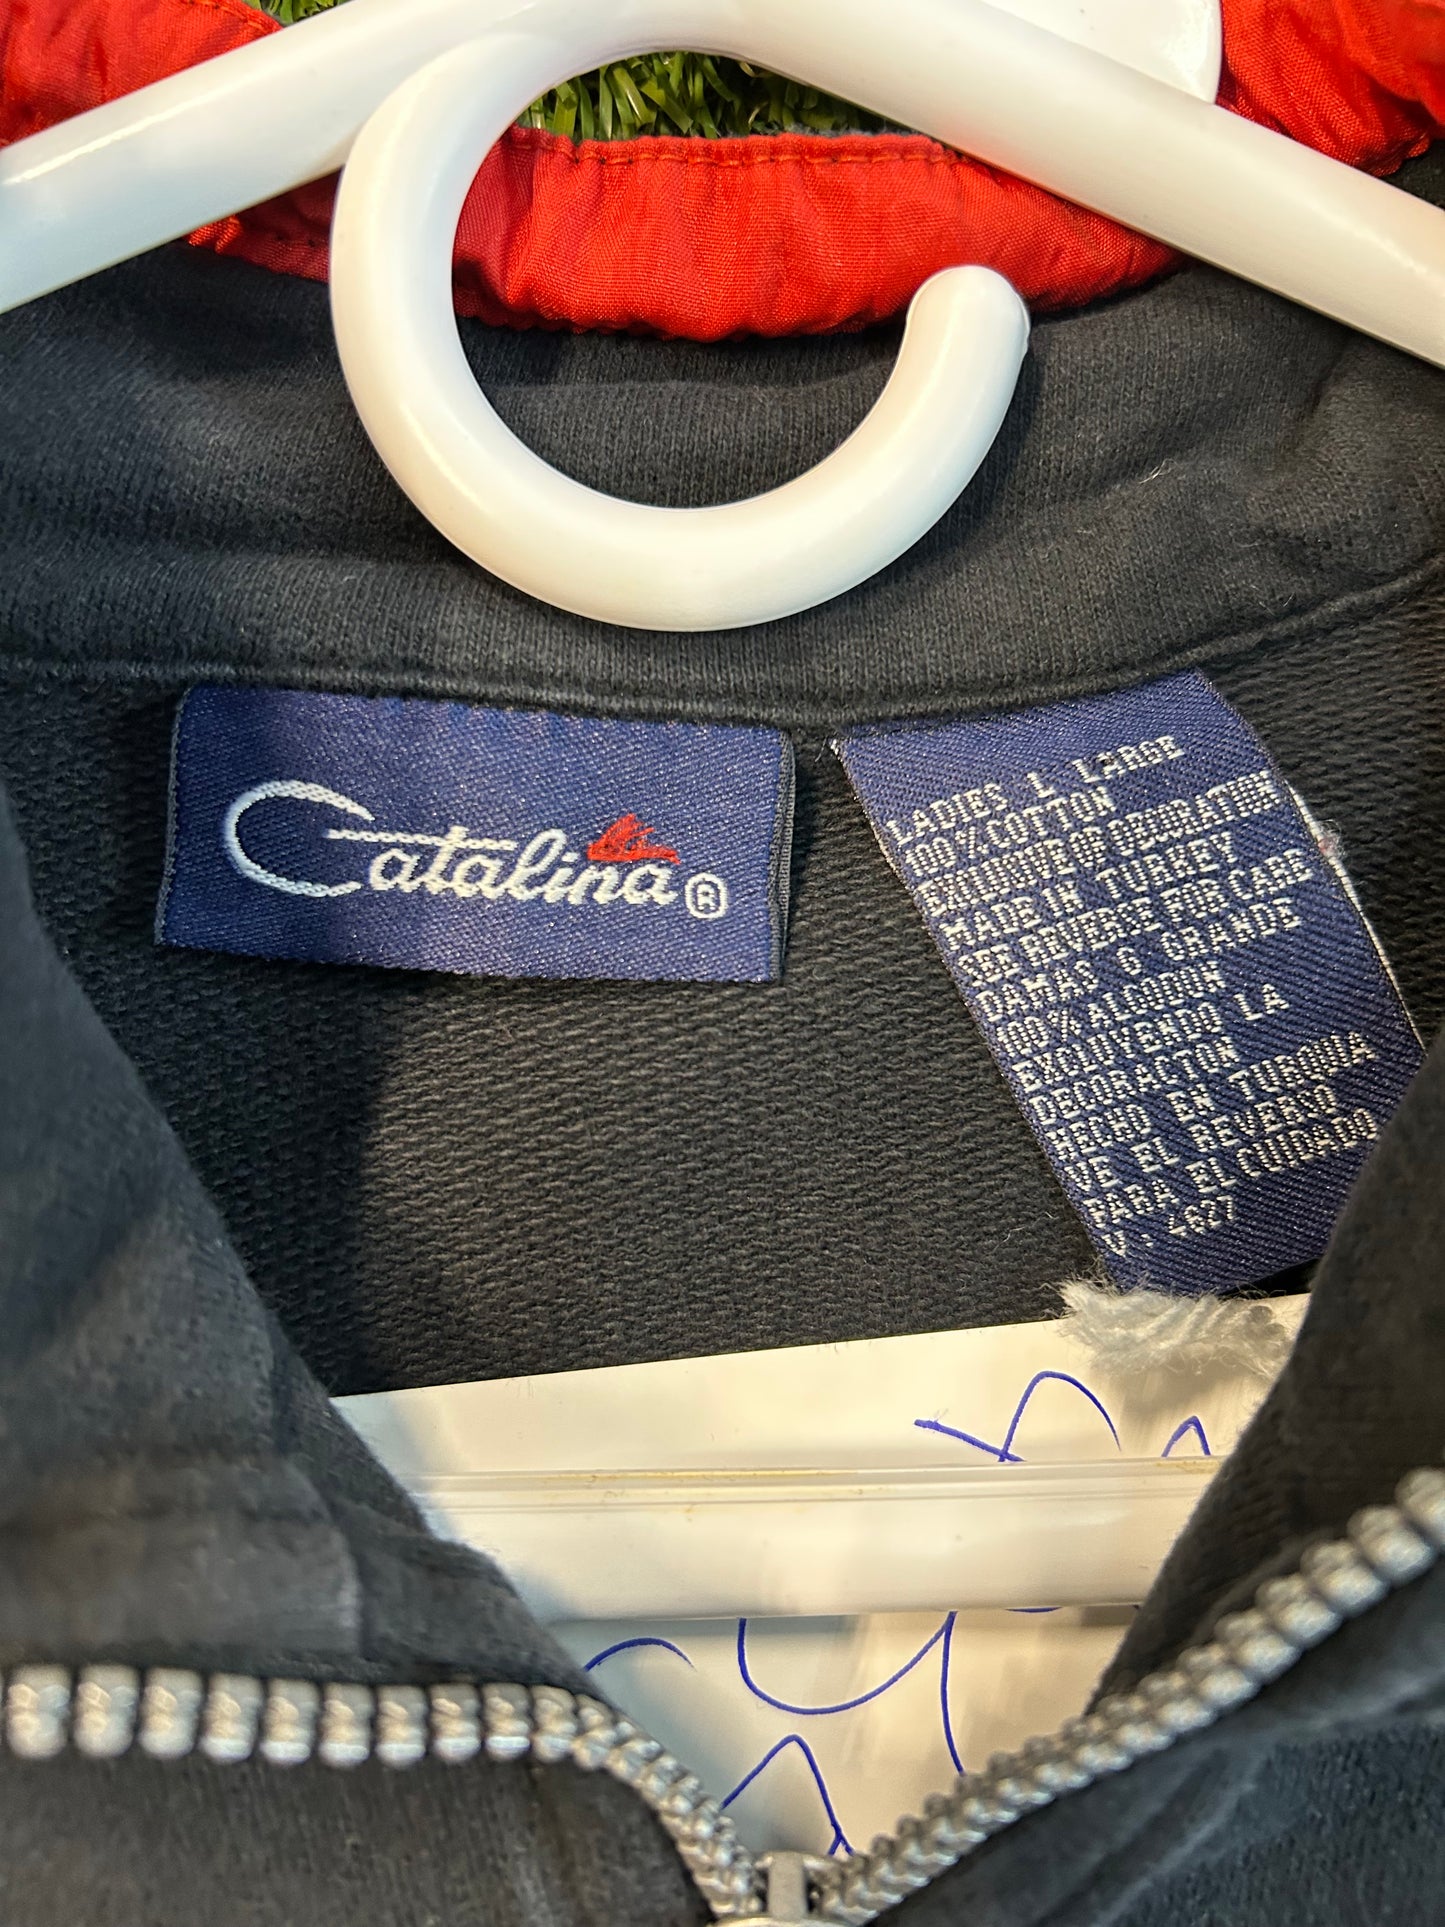 Catalina ®
LADIES L LARGE
100% COTTON
EXCLUSIVE OF DECORATION
MADE IN TURKEY
SEE REVERSE FOR CARE
DAMAS G GRANDE
100% ALGODON
EXCLUYENDO LA
DECORACION
HECHO EN TURQUIA
VE EL REVERSO
PARA EL CUIDADO